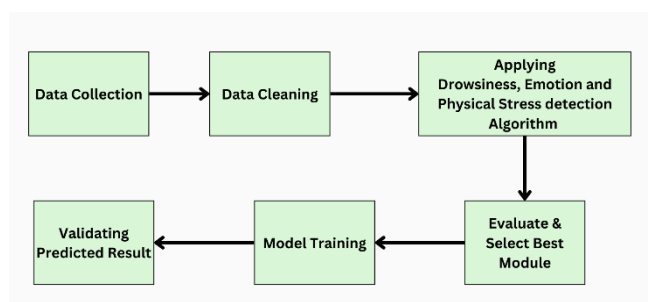 Data Collection
Data Cleaning
Applying
Drowsiness, Emotion and
Physical Stress detection
Algorithm
Validating
Predicted Result
Model Training
Evaluate &
Select Best
Module